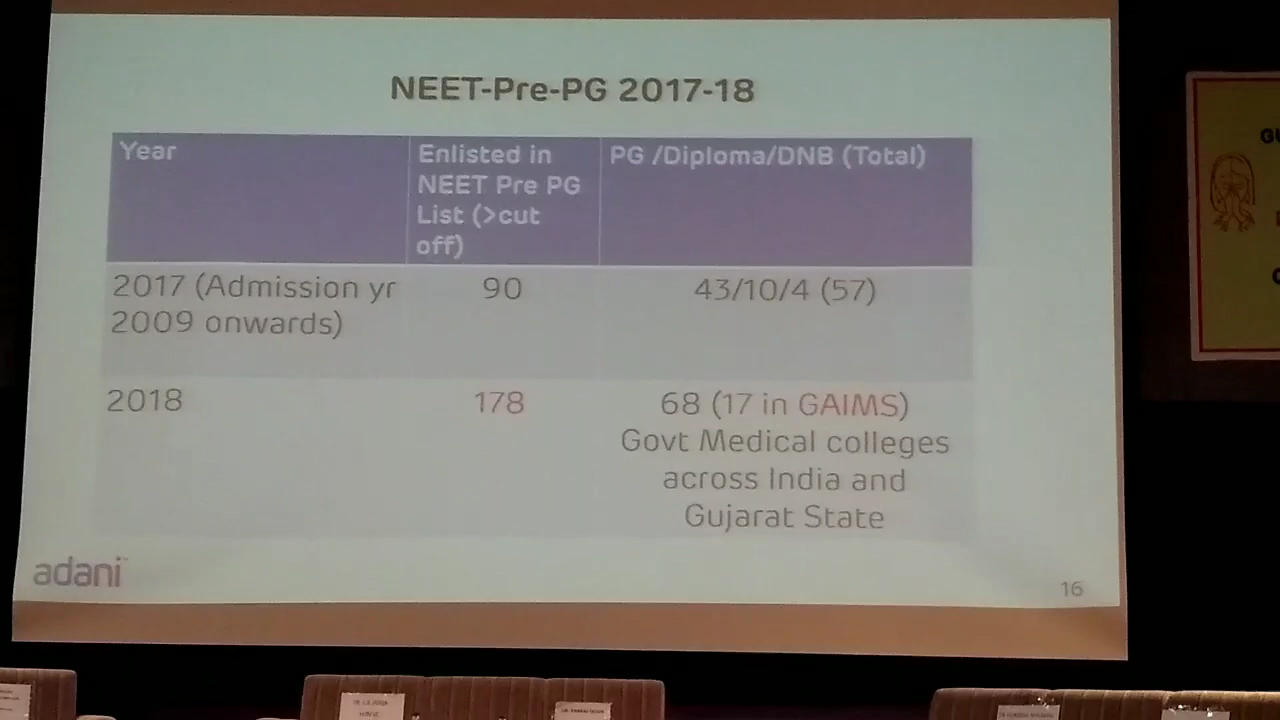 NEET-Pre-PG 2017-18
Year
Enlisted in
NEET Pre PG
List (>cut
off)
PG /Diploma/DNB (Total)
2017 (Admission yr
2009 onwards)
90
43/10/4 (57)
2018
178
68 (17 in GAIMS)
Govt Medical colleges
across India and
Gujarat State
adani
16